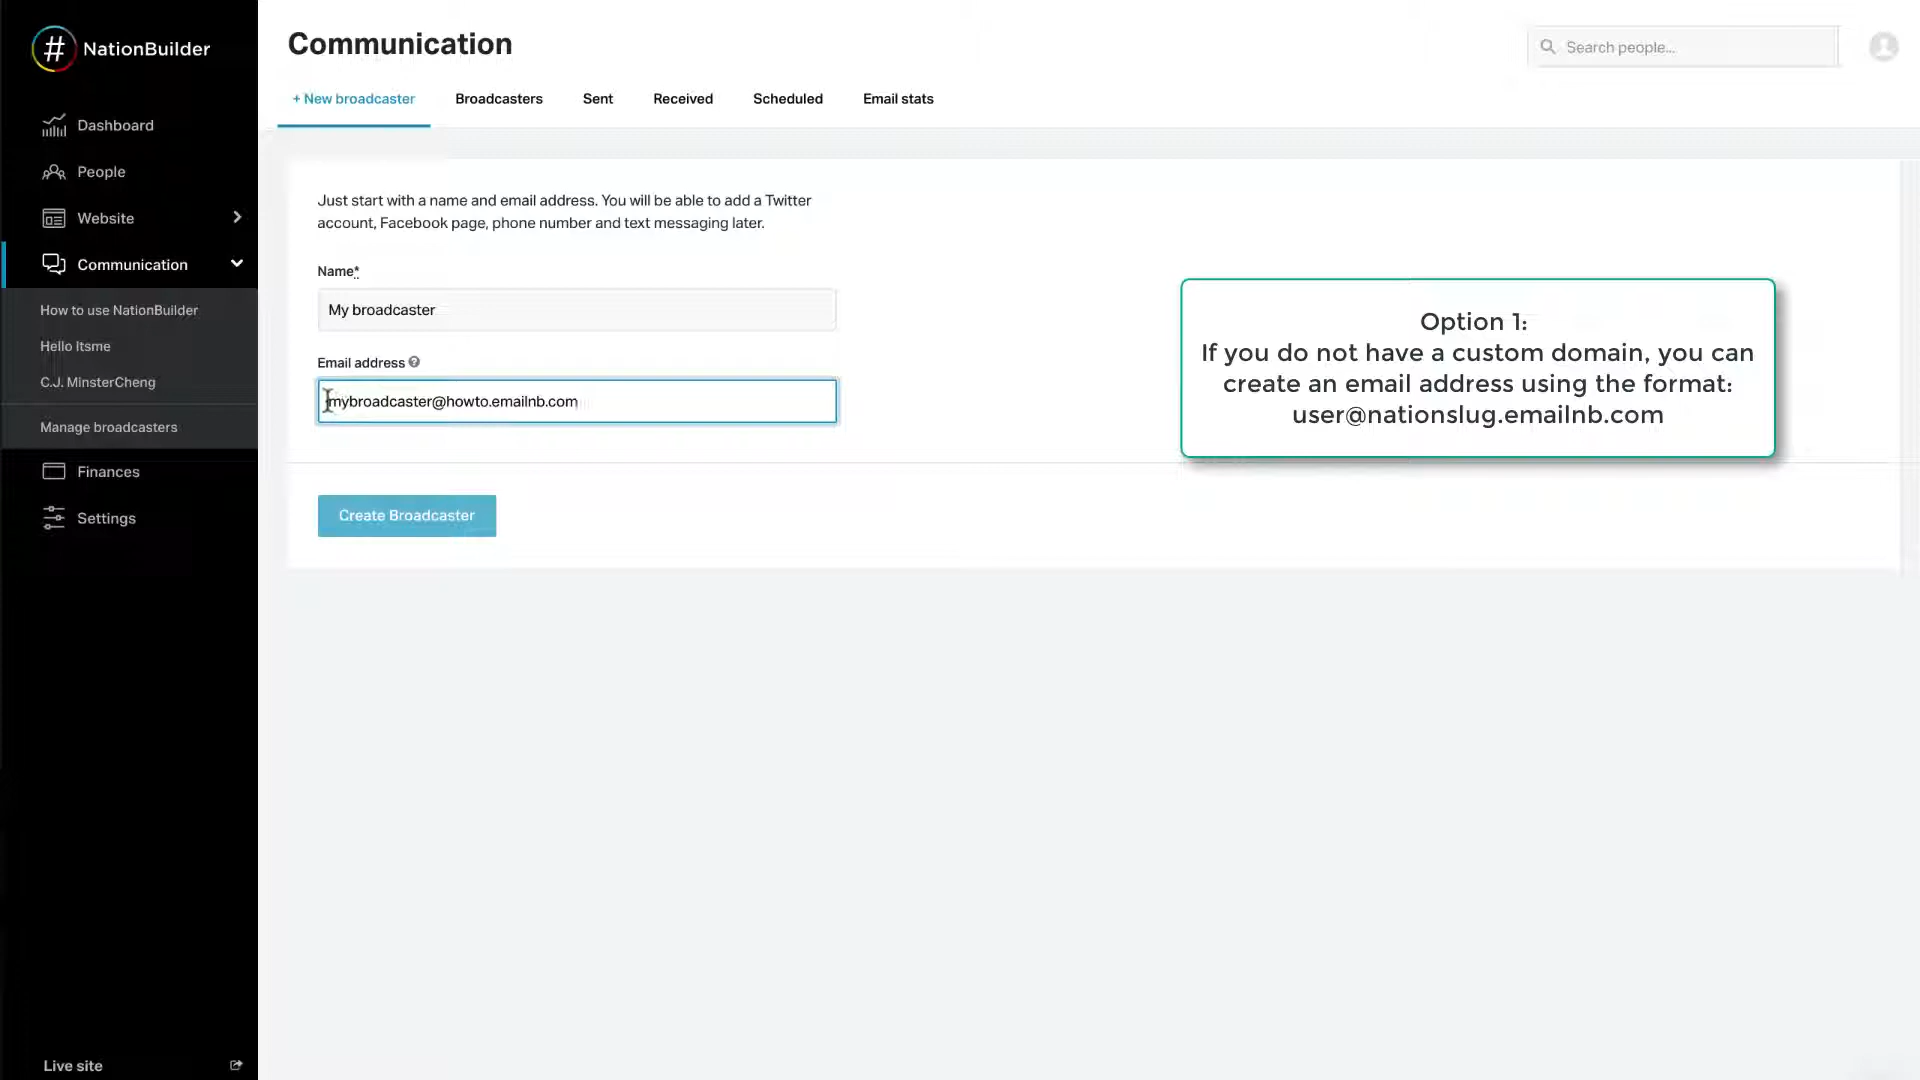 # NationBuilder
Dashboard
People
Website
Communication
How to use NationBuilder
Hello Itsme
C.J. MinsterCheng
Manage broadcasters
Finances
Settings
Live site
Communication
Search people...
+ New broadcaster
Broadcasters
Sent
Received
Scheduled
Email stats
Just start with a name and email address. You will be able to add a Twitter
account, Facebook page, phone number and text messaging later.
Name*
My broadcaster
Email address ?
mybroadcaster@howto.emailnb.com
Create Broadcaster
Option 1:
If you do not have a custom domain, you can
create an email address using the format:
user@nationslug.emailnb.com